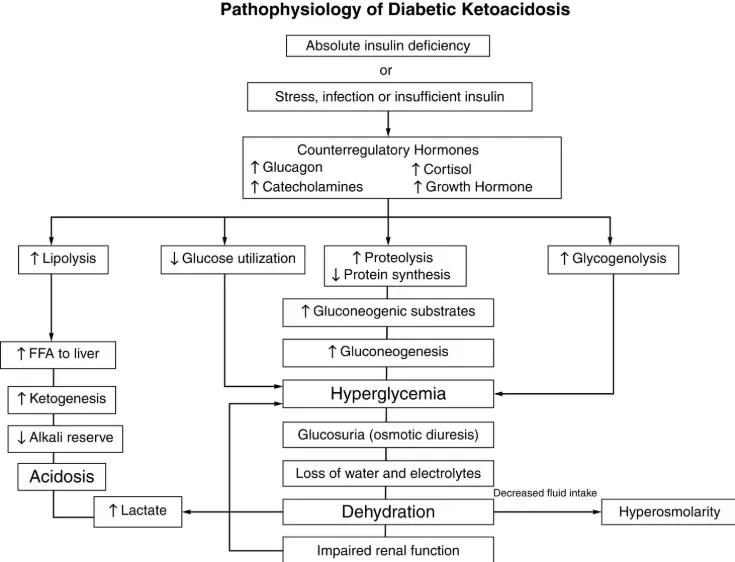 Pathophysiology of Diabetic Ketoacidosis
Absolute insulin deficiency
or
Stress, infection or insufficient insulin
Counterregulatory Hormones
↑ Glucagon ↑ Cortisol
↑ Catecholamines ↑ Growth Hormone
↑ Lipolysis
↓ Glucose utilization
↑ Proteolysis
↓ Protein synthesis
↑ Glycogenolysis
↑ Gluconeogenic substrates
↑ FFA to liver
↑ Gluconeogenesis
↑ Ketogenesis
Hyperglycemia
↓ Alkali reserve
Glucosuria (osmotic diuresis)
Acidosis
Loss of water and electrolytes
↑ Lactate
Dehydration
Decreased fluid intake
Hyperosmolarity
Impaired renal function